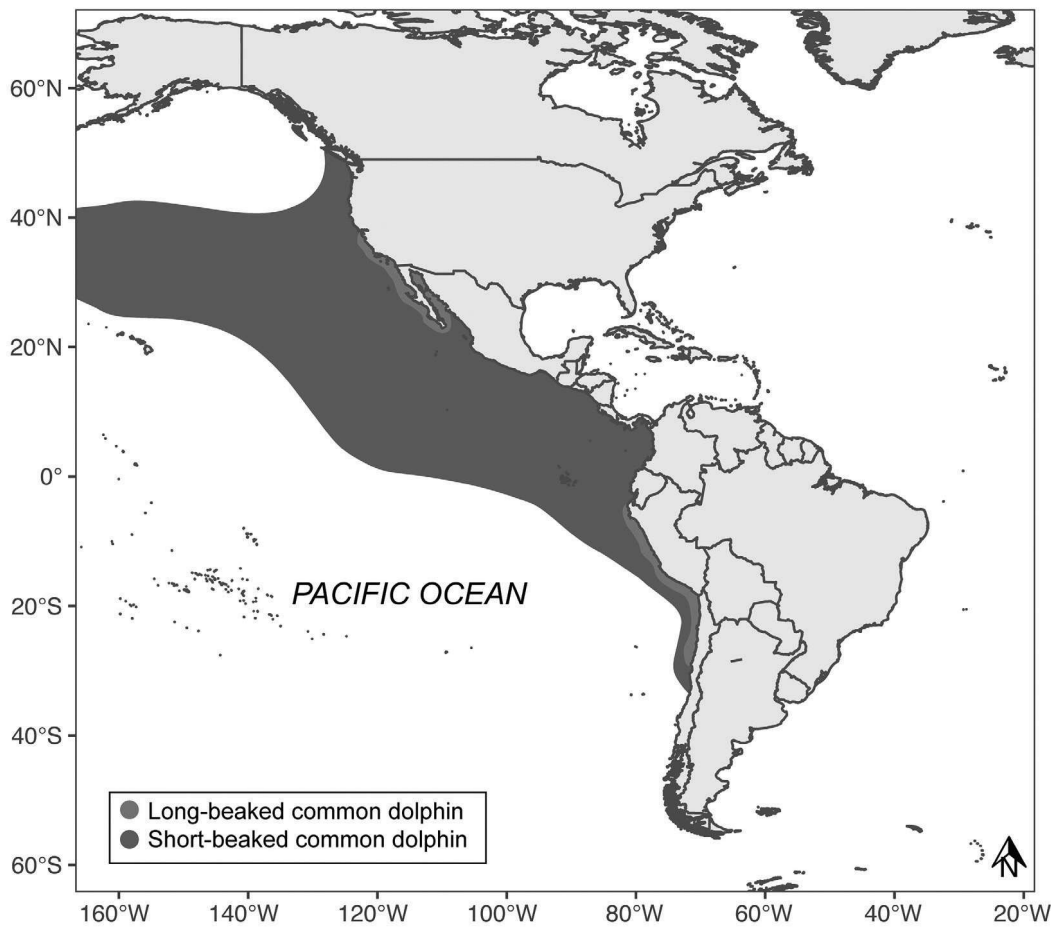 60°N
40°N
20°N
0°
20°S
40°S
60°S
PACIFIC OCEAN
Long-beaked common dolphin
Short-beaked common dolphin
N
160°W 140°W 120°W 100°W 80°W 60°W 40°W 20°W